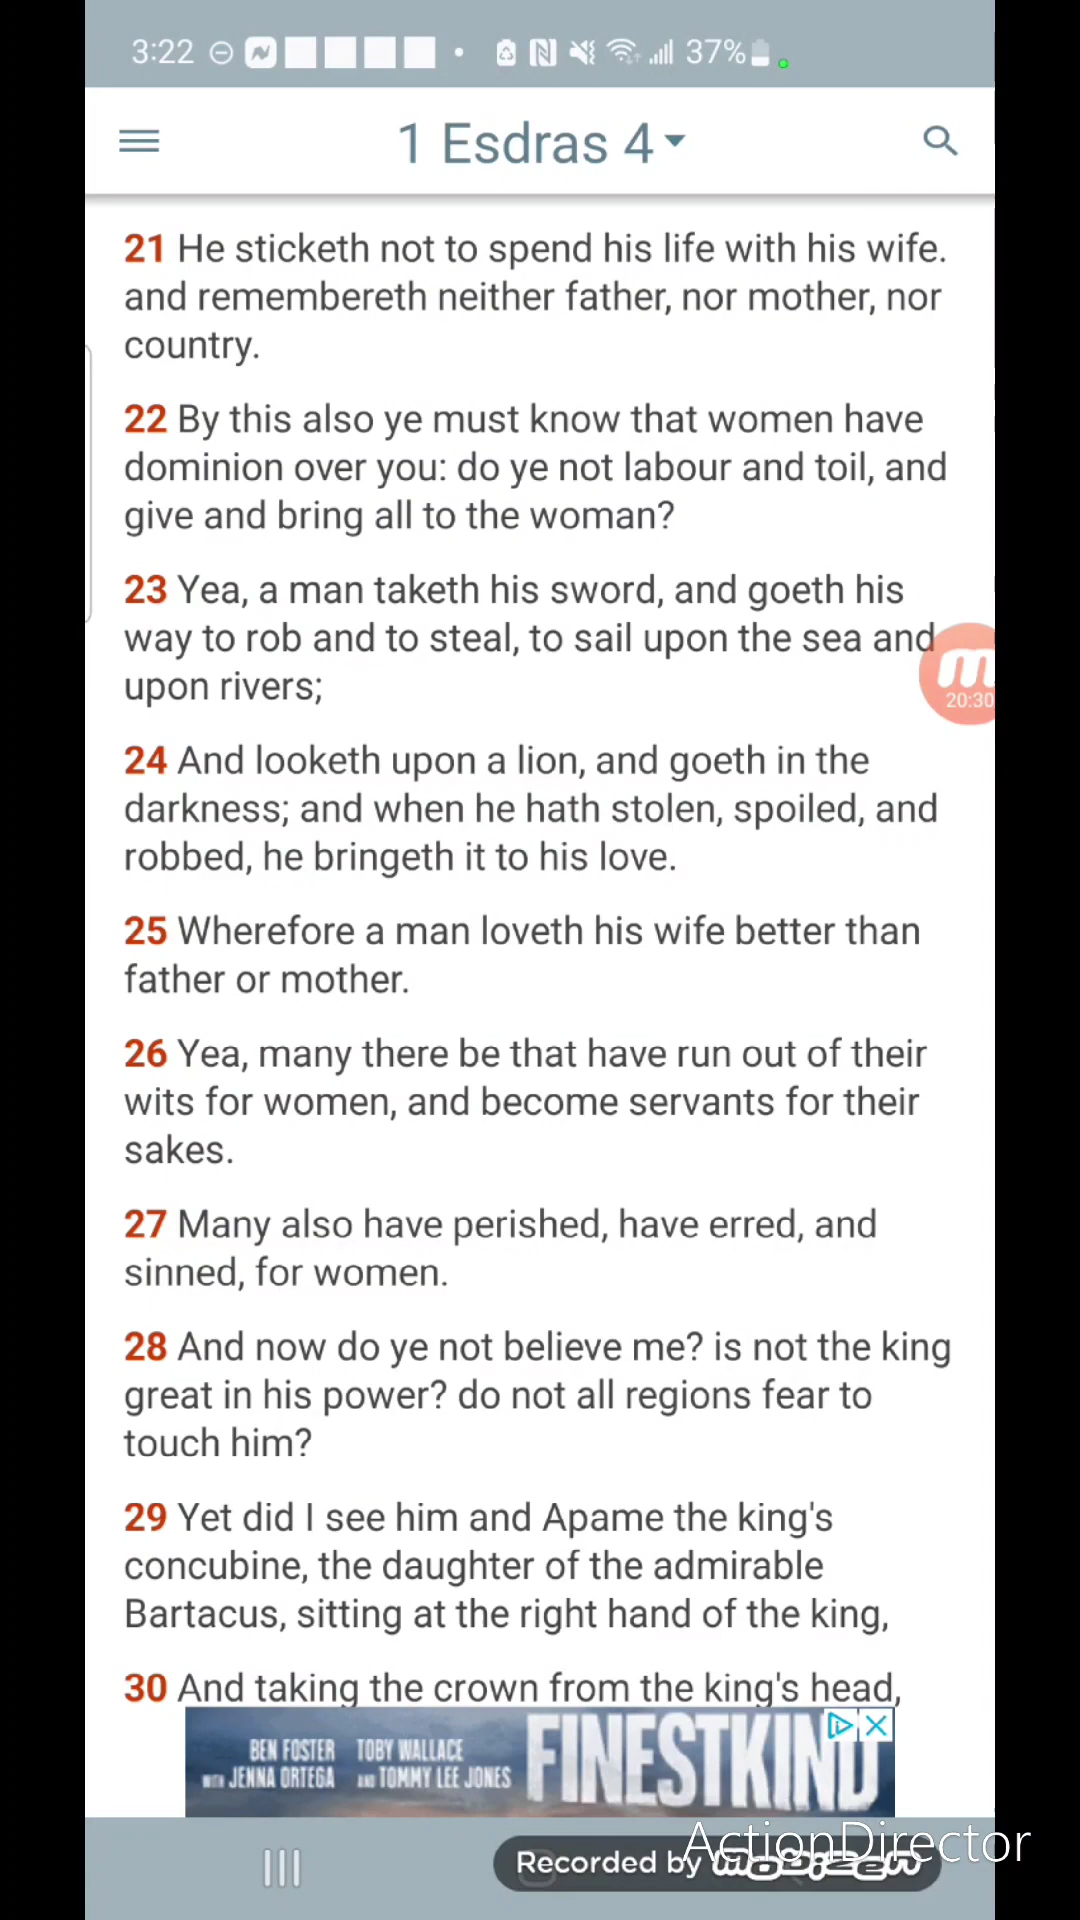 3:22
37%
1 Esdras 4
21 He sticketh not to spend his life with his wife.
and remembereth neither father, nor mother, nor
country.
22 By this also ye must know that women have
dominion over you: do ye not labour and toil, and
give and bring all to the woman?
23 Yea, a man taketh his sword, and goeth his
way to rob and to steal, to sail upon the sea and
upon rivers;
20:30
24 And looketh upon a lion, and goeth in the
darkness; and when he hath stolen, spoiled, and
robbed, he bringeth it to his love.
25 Wherefore a man loveth his wife better than
father or mother.
26 Yea, many there be that have run out of their
wits for women, and become servants for their
sakes.
27 Many also have perished, have erred, and
sinned, for women.
28 And now do ye not believe me? is not the king
great in his power? do not all regions fear to
touch him?
29 Yet did I see him and Apame the king's
concubine, the daughter of the admirable
Bartacus, sitting at the right hand of the king,
30 And taking the crown from the king's head,
BEN FOSTER TOBY WALLACE
WITH JENNA ORTEGA AND TOMMY LEE JONES
FINESTKIND
ActionDirector
Recorded by MOBIZEN